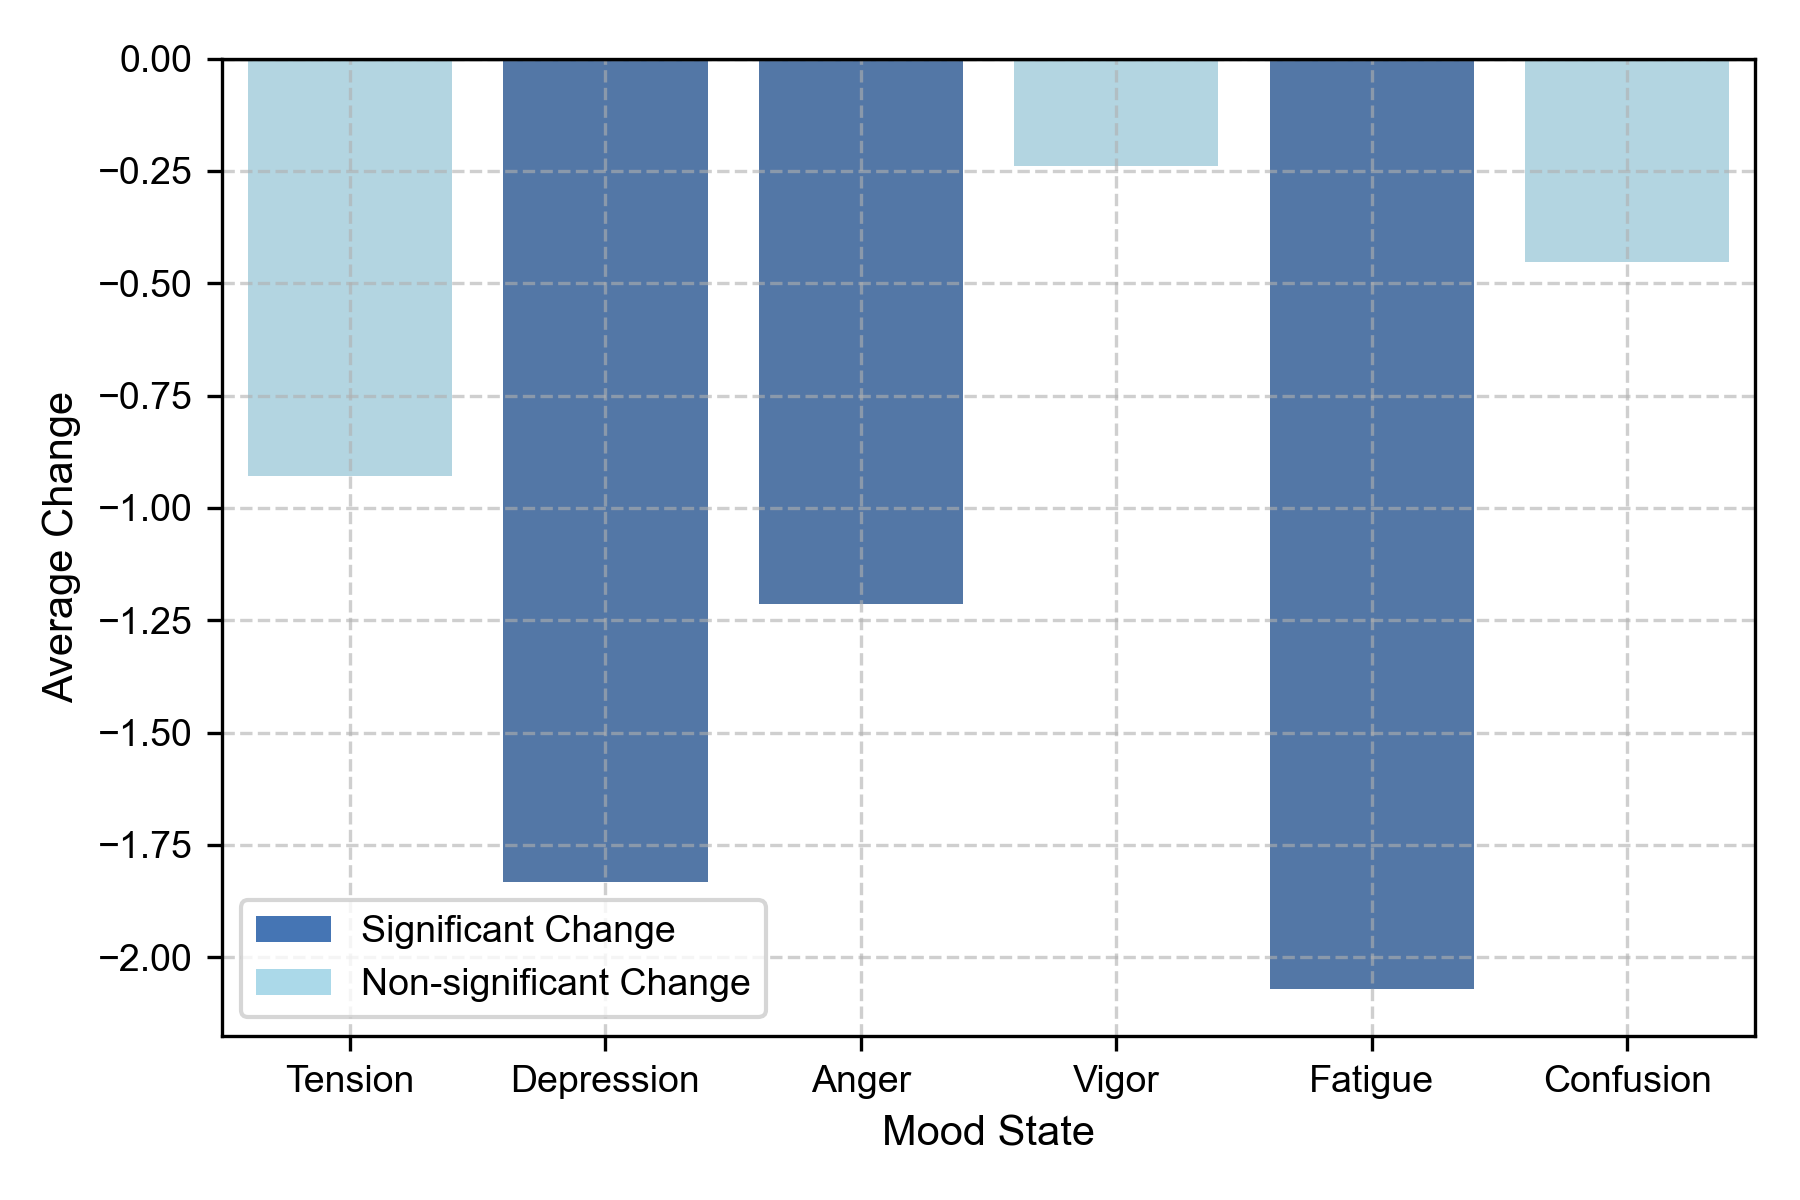 0.00
−0.25
−0.50
−0.75
−1.00
−1.25
−1.50
−1.75
−2.00
Average Change
Significant Change
Non-significant Change
Tension Depression Anger Vigor Fatigue Confusion
Mood State